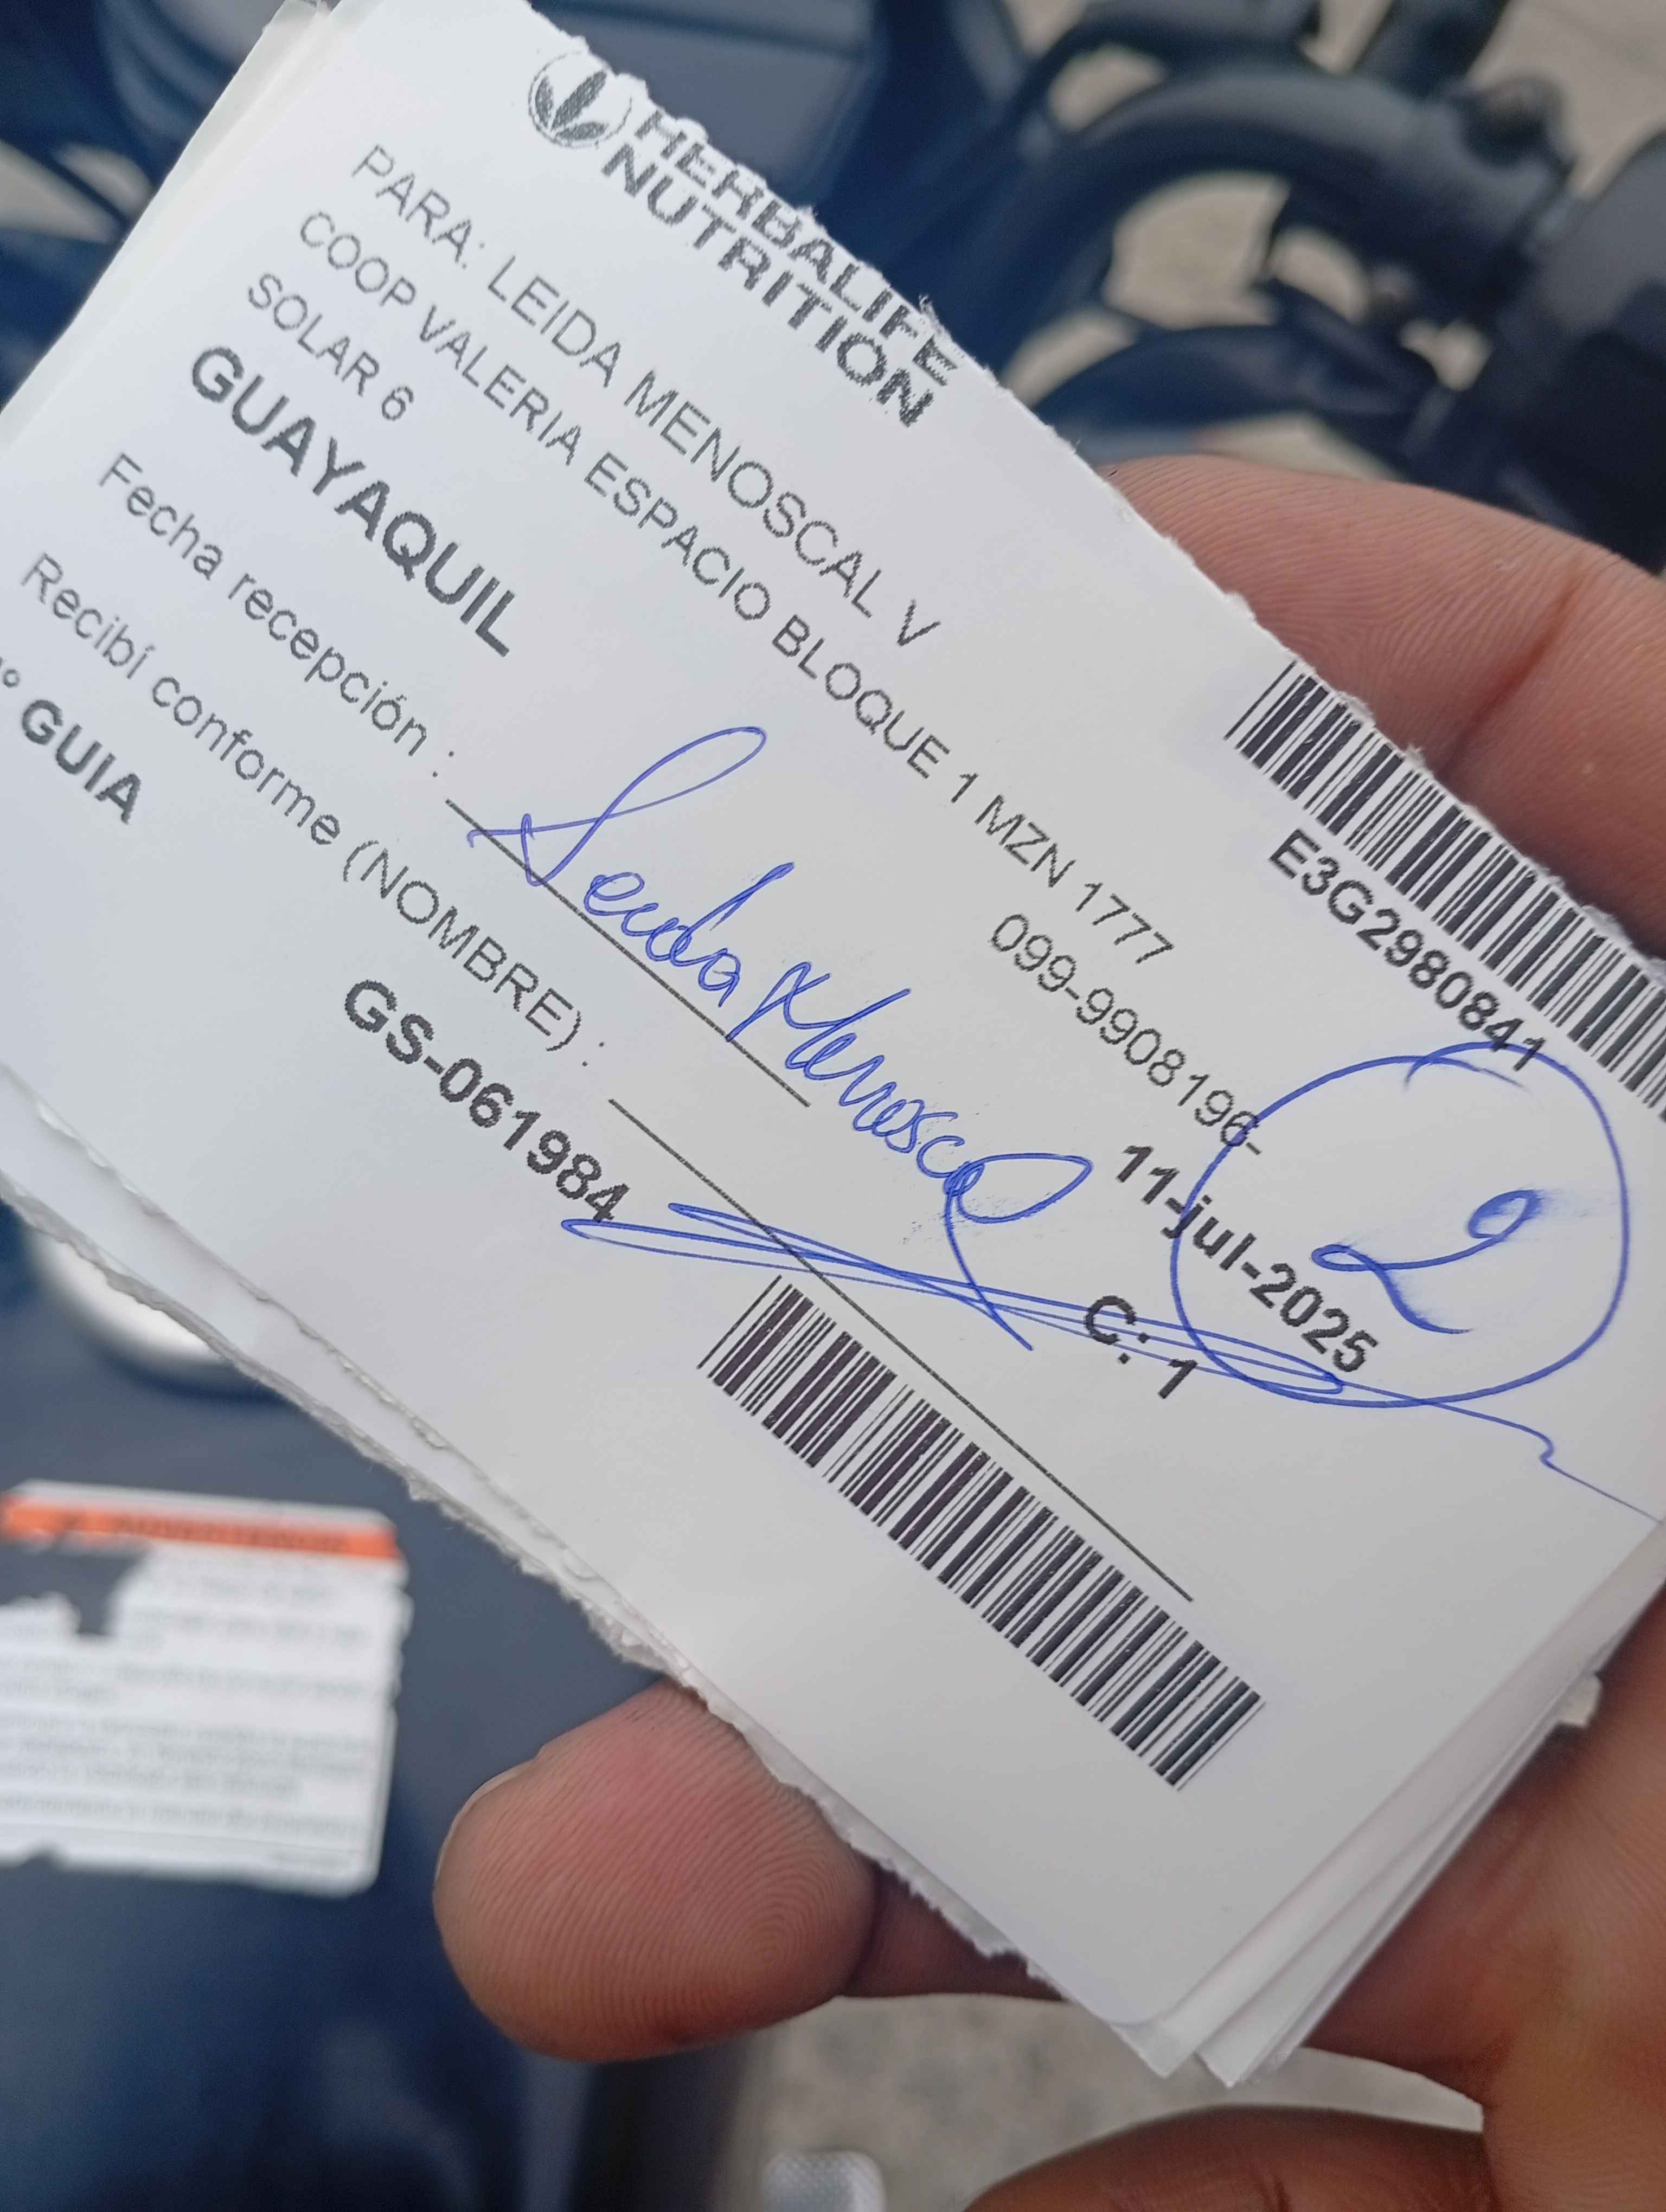 HERBALIFE
NUTRITION
E3G2980841
PARA: LEIDA MENOSCAL V
COOP VALERIA ESPACIO BLOQUE 1 MZN 1777
SOLAR 6
099-9908196-
GUAYAQUIL
11-jul-2025
2
Fecha recepción :
Leida Menoscal
C: 1
Recibí conforme (NOMBRE) :
° GUIA
GS-061984